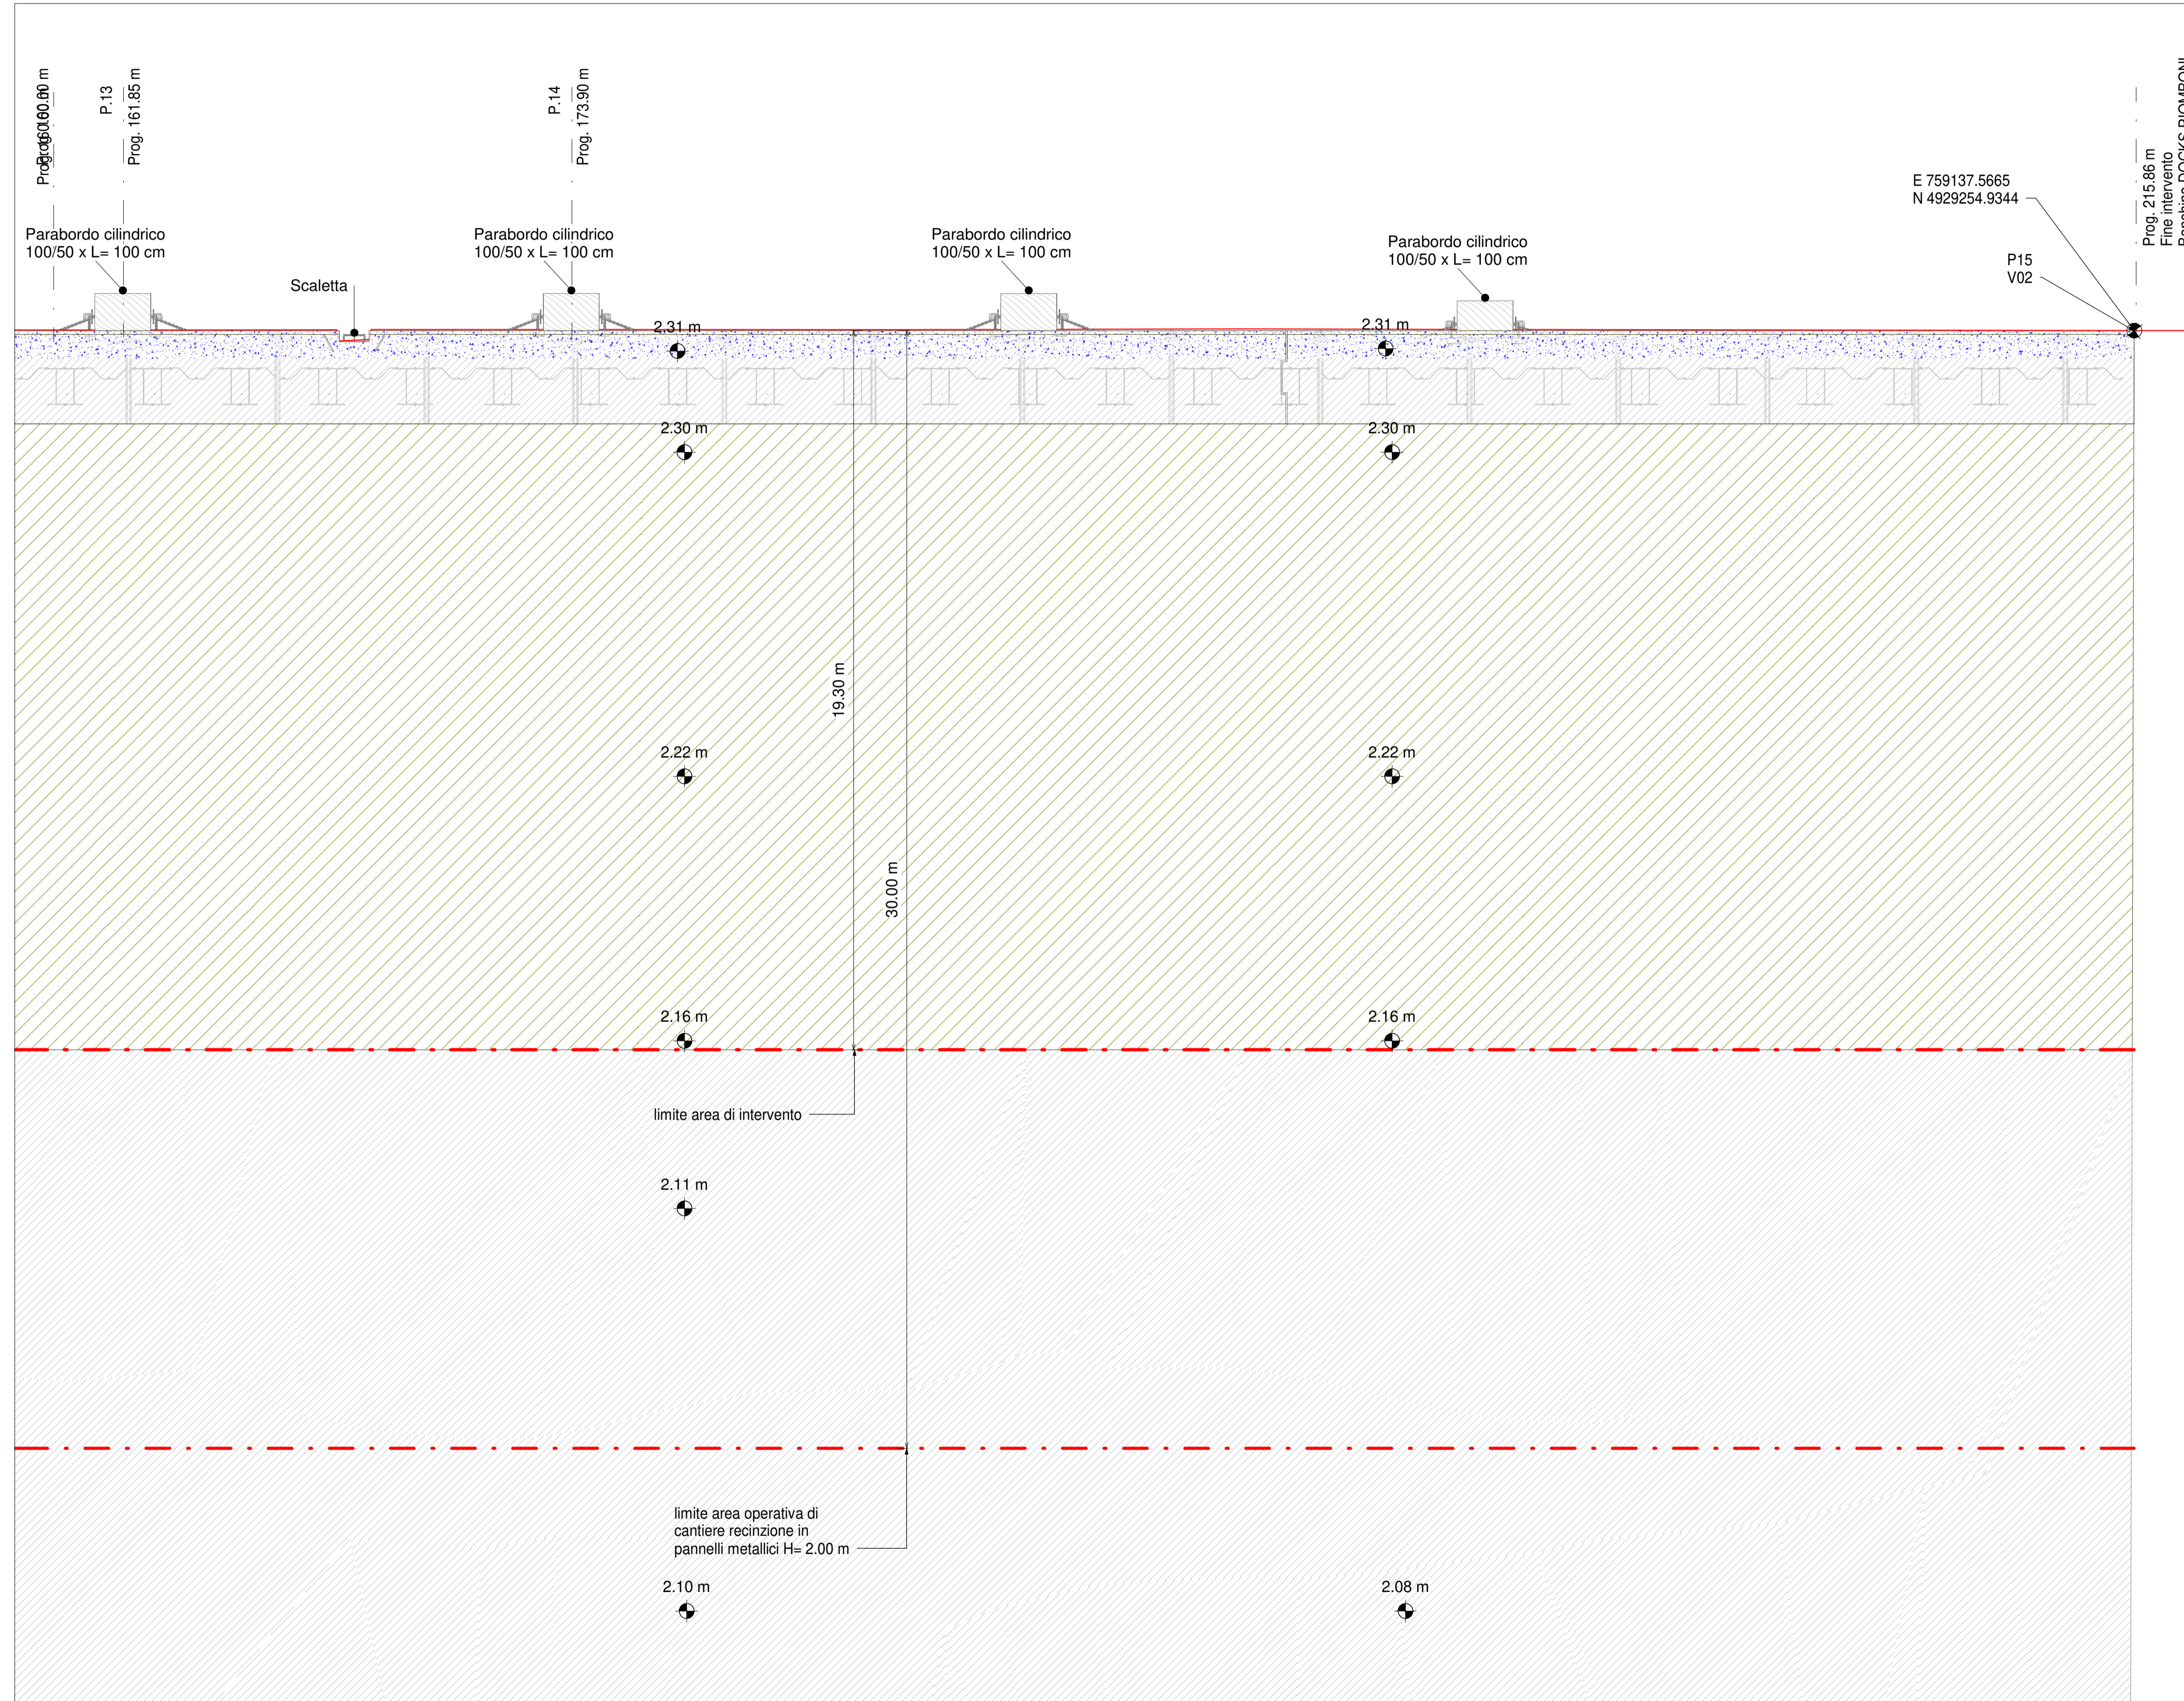 P.13
Prog. 161.85 m
P.14
Prog. 173.90 m
Prog. 215.86 m
Fine intervento
E 759137.5665
N 4929254.9344
P15
V02
Parabordo cilindrico
100/50 x L= 100 cm
Parabordo cilindrico
100/50 x L= 100 cm
Parabordo cilindrico
100/50 x L= 100 cm
Parabordo cilindrico
100/50 x L= 100 cm
Scaletta
2.31 m
2.31 m
2.30 m
2.30 m
19.30 m
2.22 m
2.22 m
30.00 m
2.16 m
2.16 m
limite area di intervento
2.11 m
limite area operativa di
cantiere recinzione in
pannelli metallici H= 2.00 m
2.10 m
2.08 m